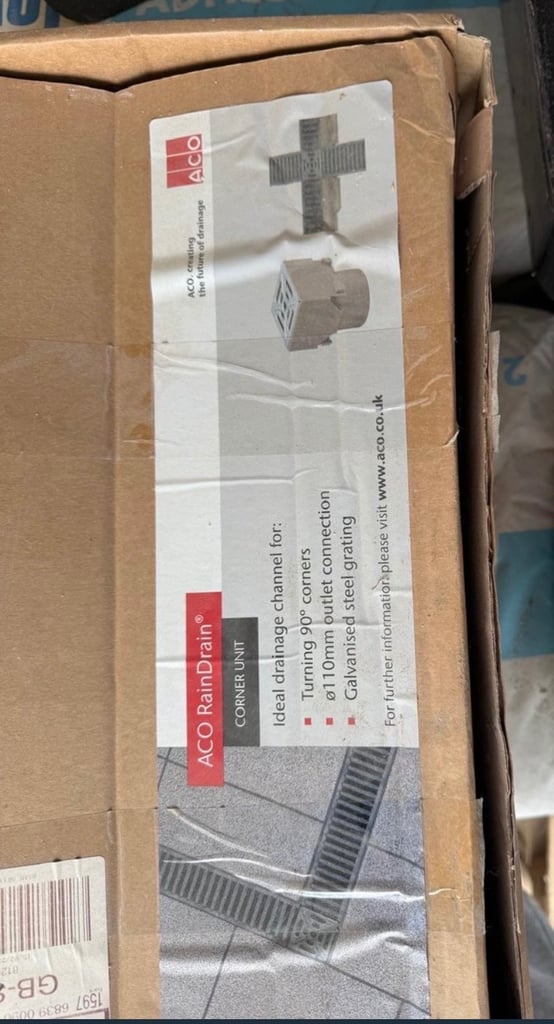 ACO
ACO. creating
the future of drainage
ACO RainDrain®
CORNER UNIT
Ideal drainage channel for:
Turning 90° corners
ø110mm outlet connection
Galvanised steel grating
For further information please visit www.aco.co.uk
GB-
1597 6839